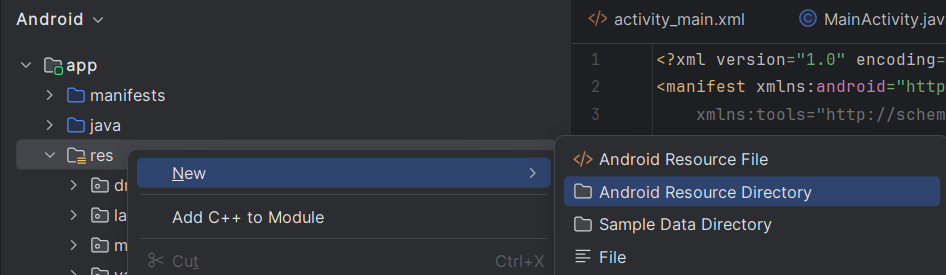 Android
activity_main.xml
MainActivity.jav
app
manifests
java
res
1 <?xml version="1.0" encoding=
2 <manifest xmlns:android="http
3 xmlns:tools="http://schem
New
Add C++ to Module
Cut Ctrl+X
Android Resource File
Android Resource Directory
Sample Data Directory
File